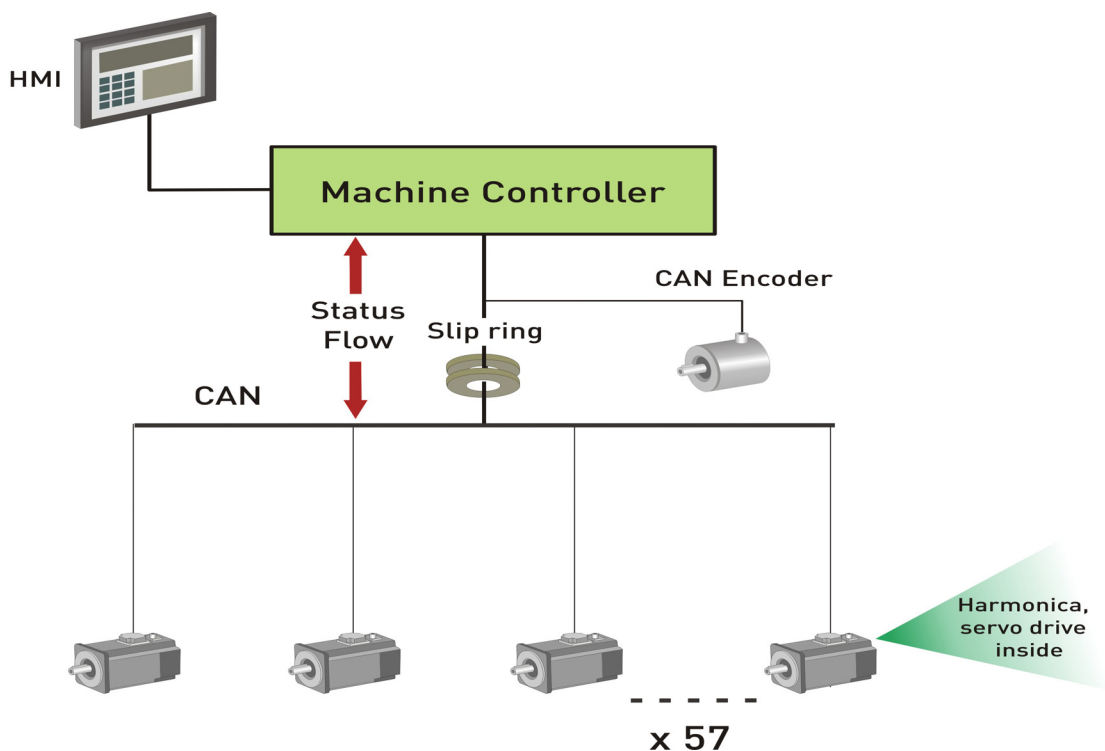 HMI
Machine Controller
CAN Encoder
Status
Flow
Slip ring
CAN
Harmonica,
servo drive
inside
x 57